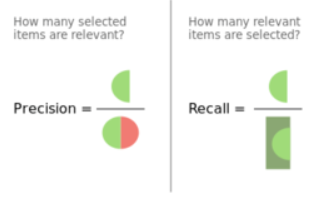 How many selected
items are relevant?
Precision =
How many relevant
items are selected?
Recall =